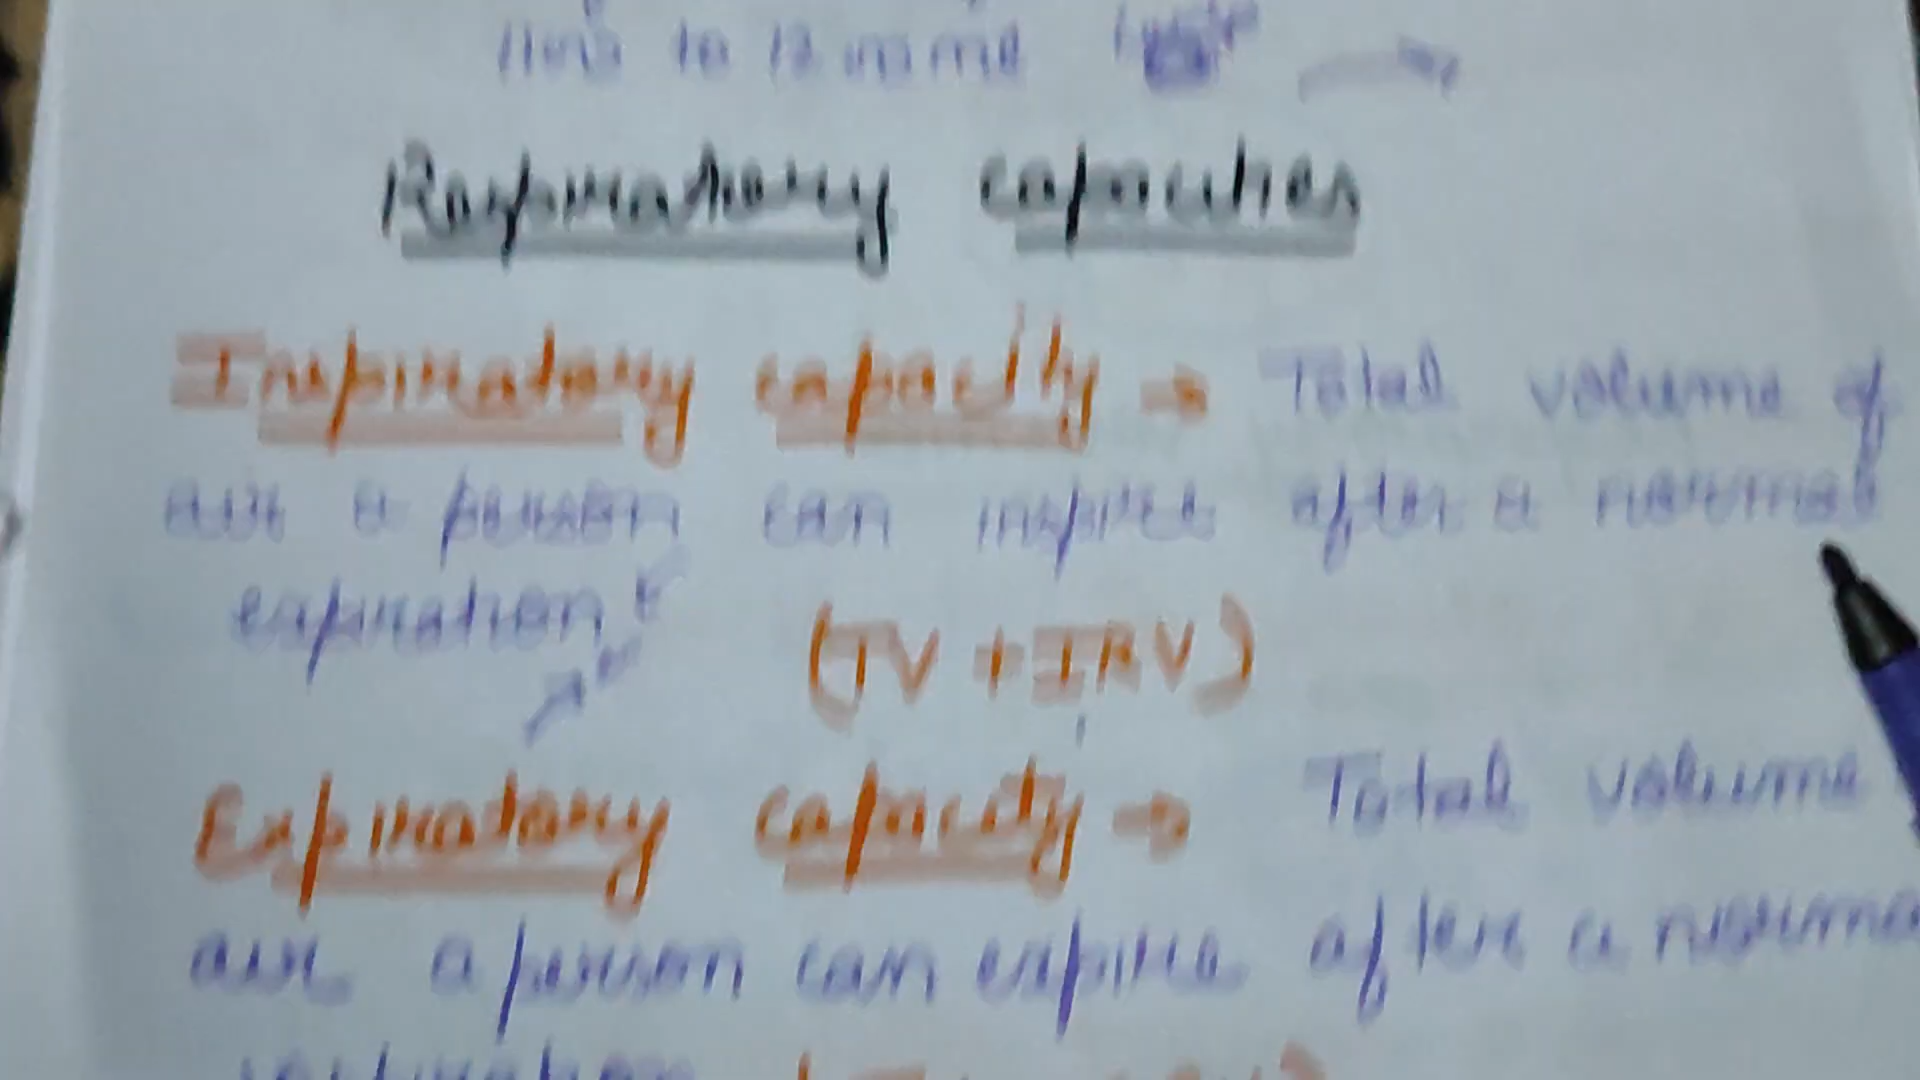 to
Respiratory capacities
Inspiratory capacity → Total volume of
air a person can inspire after a normal
expiration
(TV + IRV)
Expiratory capacity → Total volume
air a person can expire after a norma